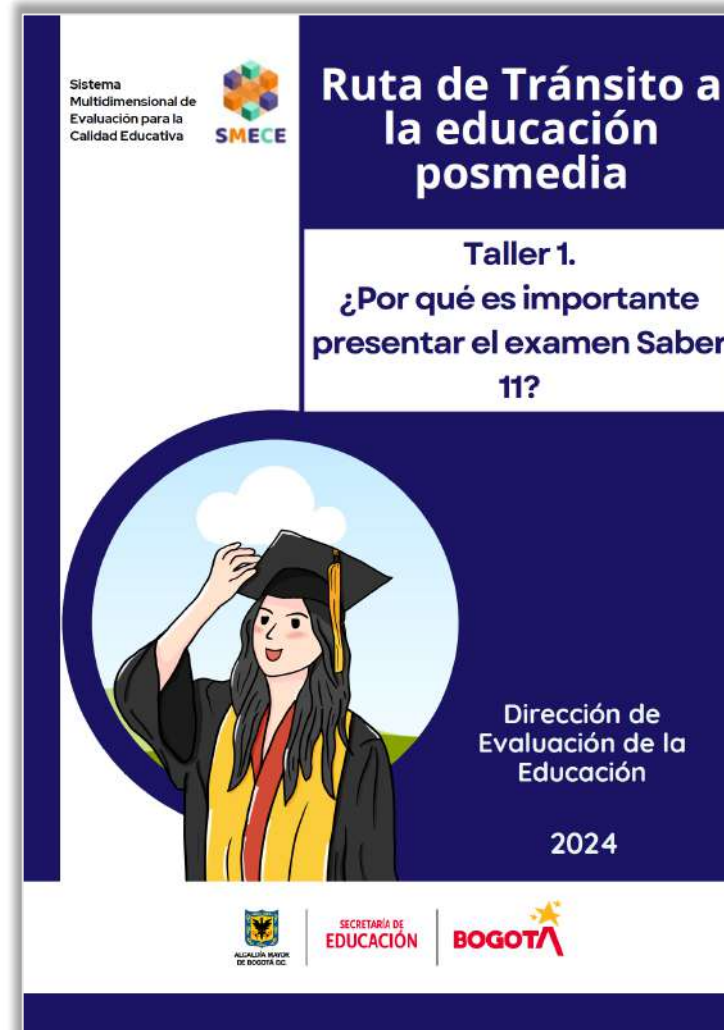 Sistema
Multidimensional de
Evaluación para la
Calidad Educativa
SMECE
Ruta de Tránsito a
la educación
posmedia
Taller 1.
¿Por qué es importante
presentar el examen Saber
11?
Dirección de
Evaluación de la
Educación
2024
ALCALDÍA MAYOR
DE BOGOTÁ D.C.
SECRETARÍA DE
EDUCACIÓN
BOGOTÁ